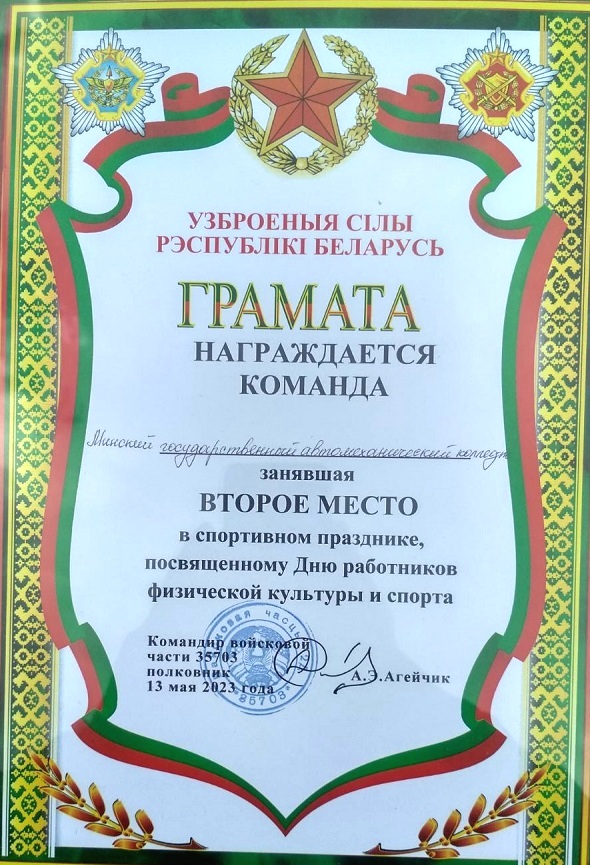 УЗБРОЕНЫЯ СІЛЫ
РЭСПУБЛІКІ БЕЛАРУСЬ
ГРАМАТА
НАГРАЖДАЕТСЯ
КОМАНДА
Минский государственный автомеханический колледж
занявшая
ВТОРОЕ МЕСТО
в спортивном празднике,
посвященному Дню работников
физической культуры и спорта
Командир войсковой
части 35703
полковник
А.Э.Агейчик
13 мая 2023 года
35703